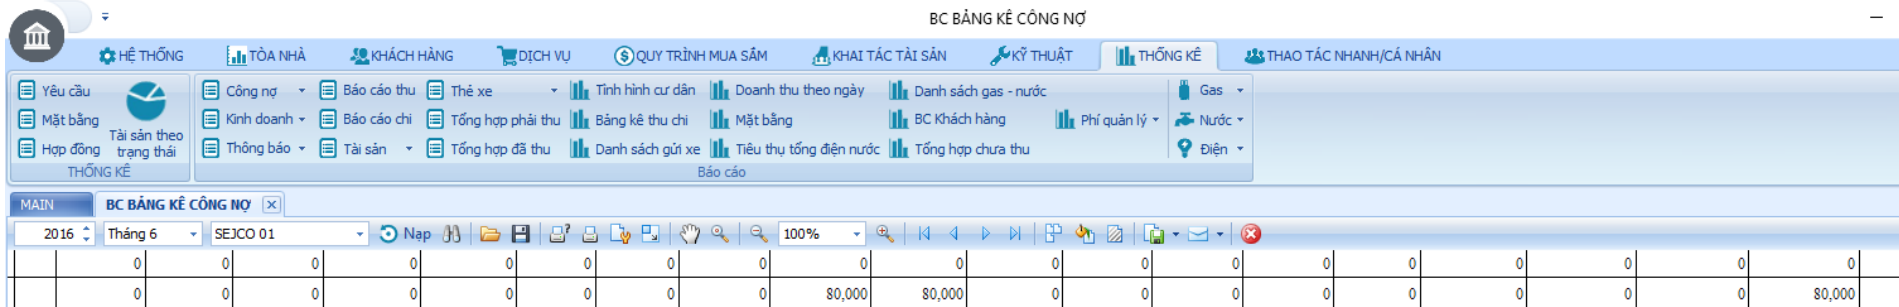 BC BẢNG KÊ CÔNG NỢ
HỆ THỐNG TÒA NHÀ KHÁCH HÀNG DỊCH VỤ QUY TRÌNH MUA SẮM KHAI TÁC TÀI SẢN KỸ THUẬT THỐNG KÊ THAO TÁC NHANH/CÁ NHÂN
Yêu cầu Công nợ Báo cáo thu Thẻ xe Tình hình cư dân Doanh thu theo ngày Danh sách gas - nước Gas
Mặt bằng Kinh doanh Báo cáo chi Tổng hợp phải thu Bảng kê thu chi Mặt bằng BC Khách hàng Phí quản lý Nước
Tài sản theo
Hợp đồng trạng thái Thông báo Tài sản Tổng hợp đã thu Danh sách gửi xe Tiêu thụ tổng điện nước Tổng hợp chưa thu Điện
THỐNG KÊ Báo cáo
MAIN BC BẢNG KÊ CÔNG NỢ
2016 Tháng 6 SEJCO 01 Nạp 100%
0 0 0 0 0 0 0 0 0 0 0 0 0 0 0 0 0 0 0
0 0 0 0 0 0 0 0 80,000 80,000 0 0 0 0 0 0 0 0 80,000